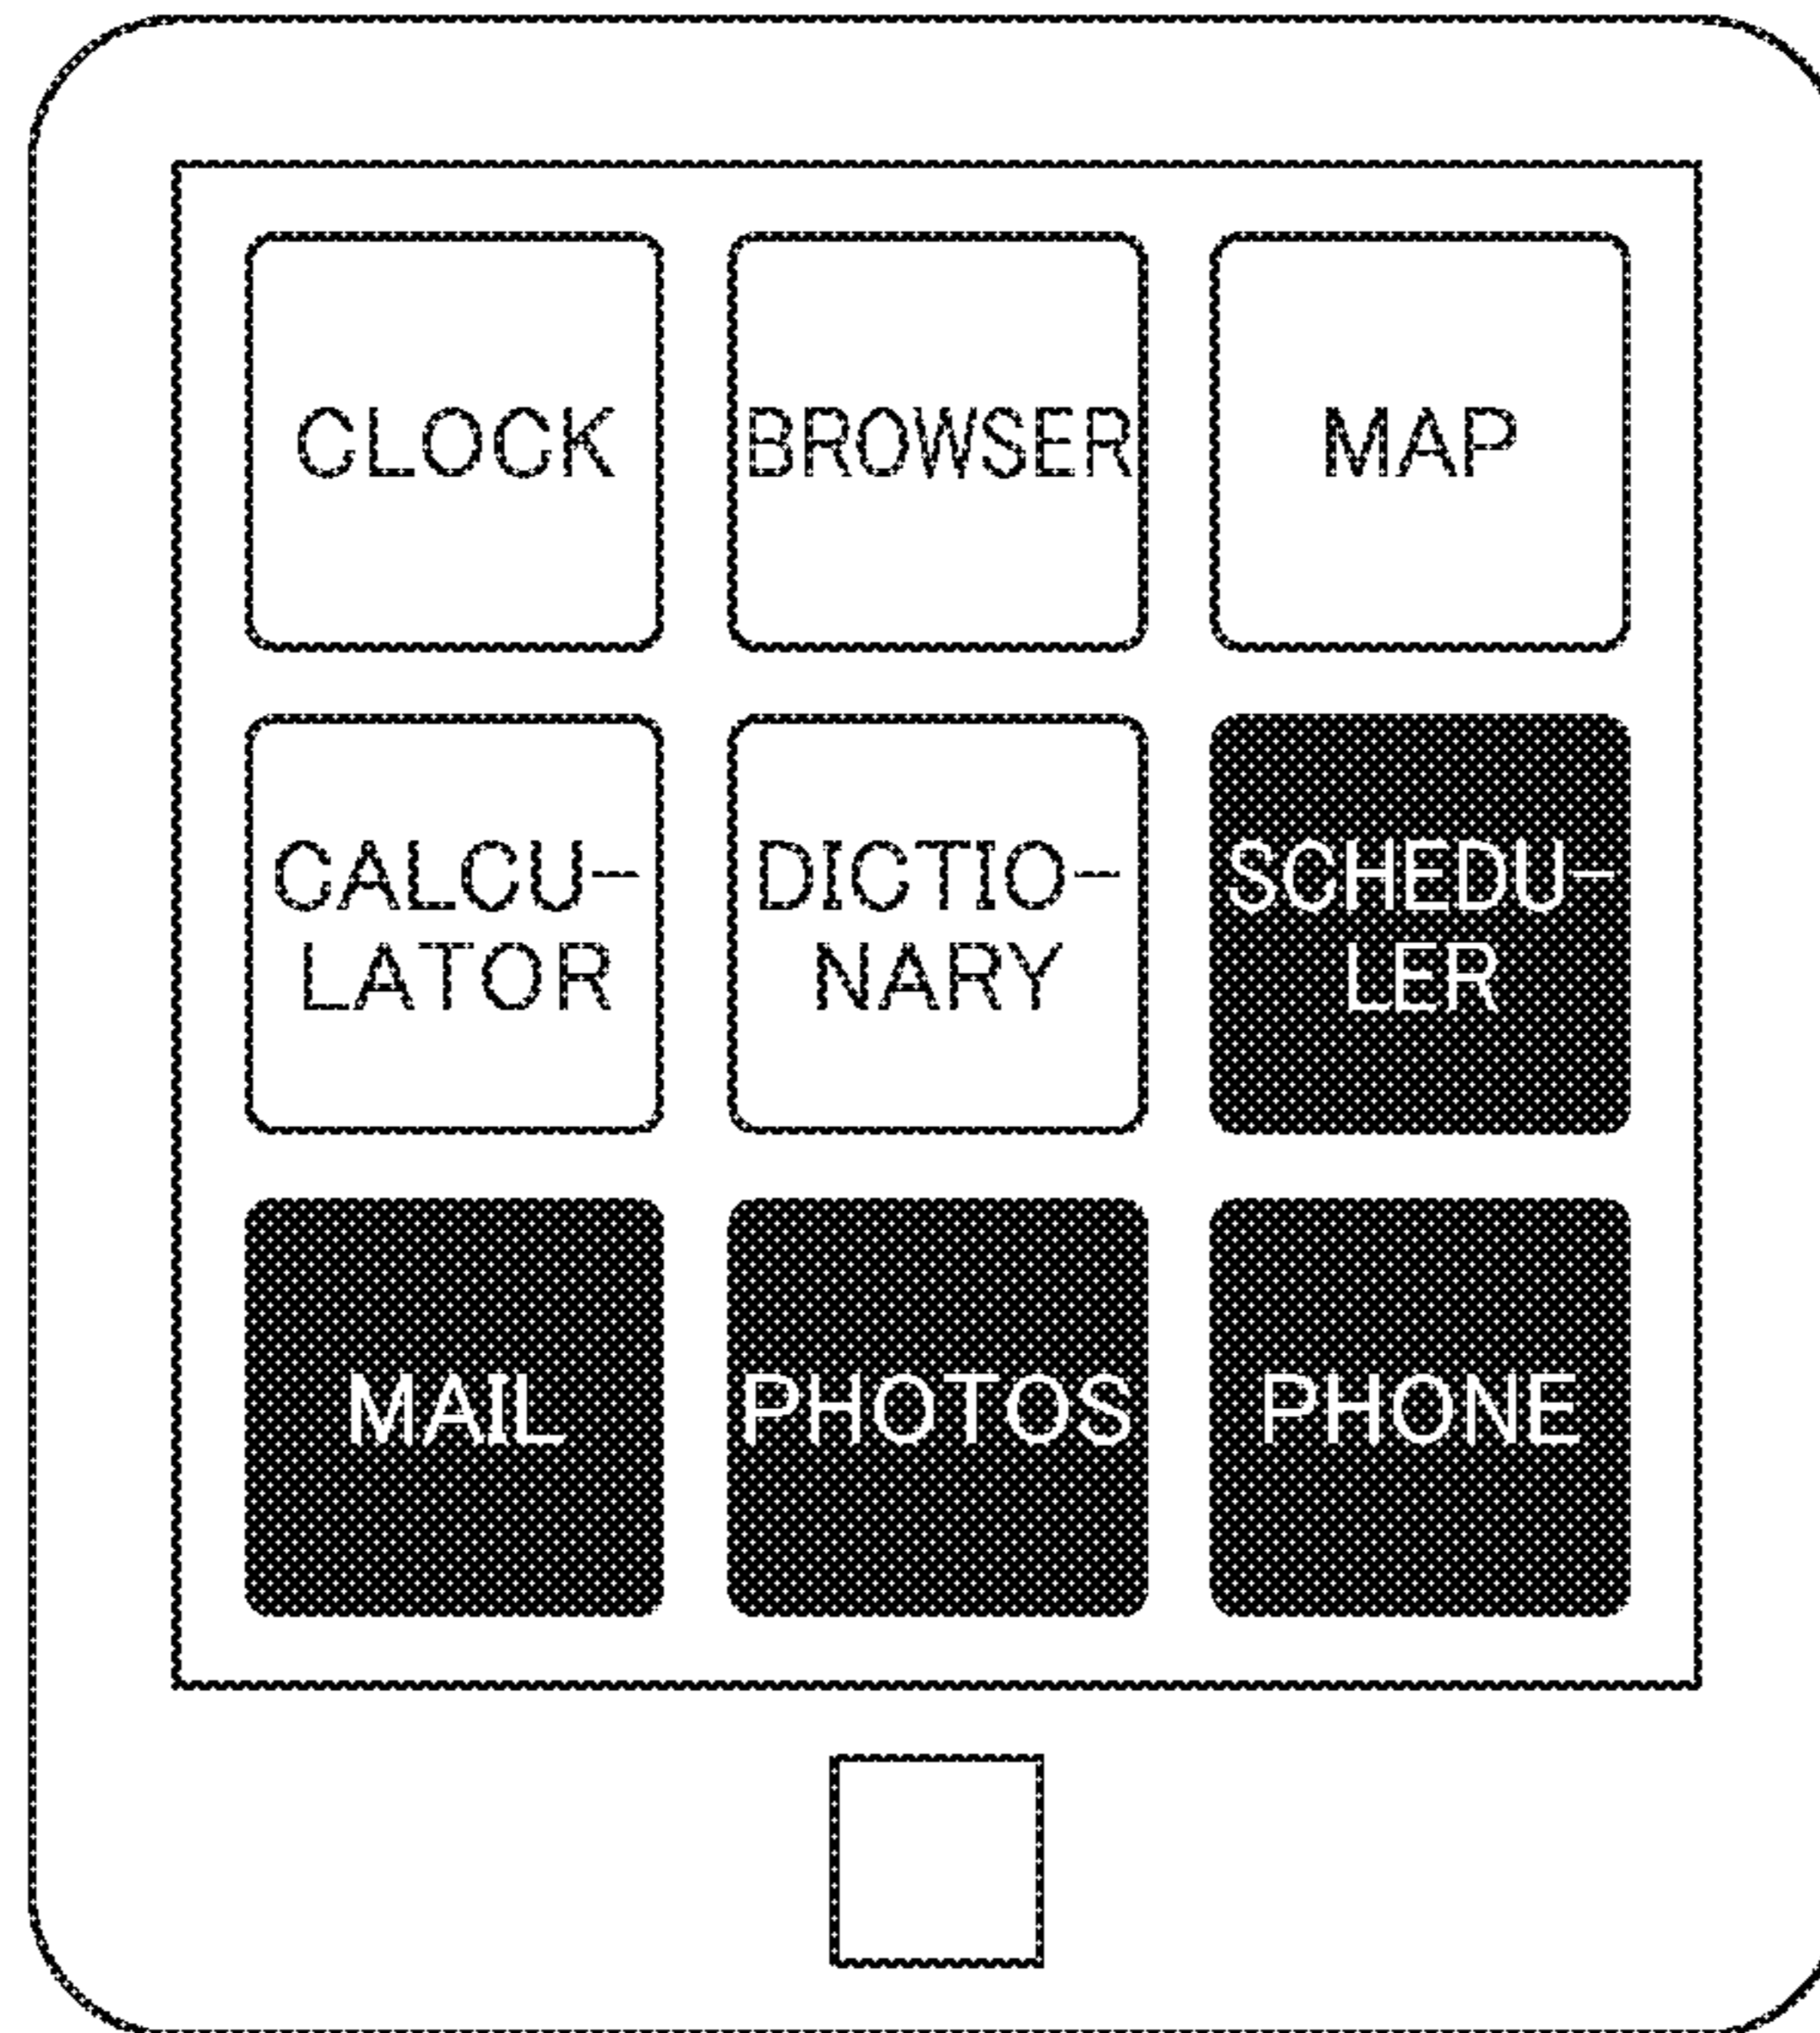 CLOCK
BROWSER
MAP
CALCU-
LATOR
DICTIO-
NARY
SCHEDU-
LER
MAIL
PHOTOS
PHONE